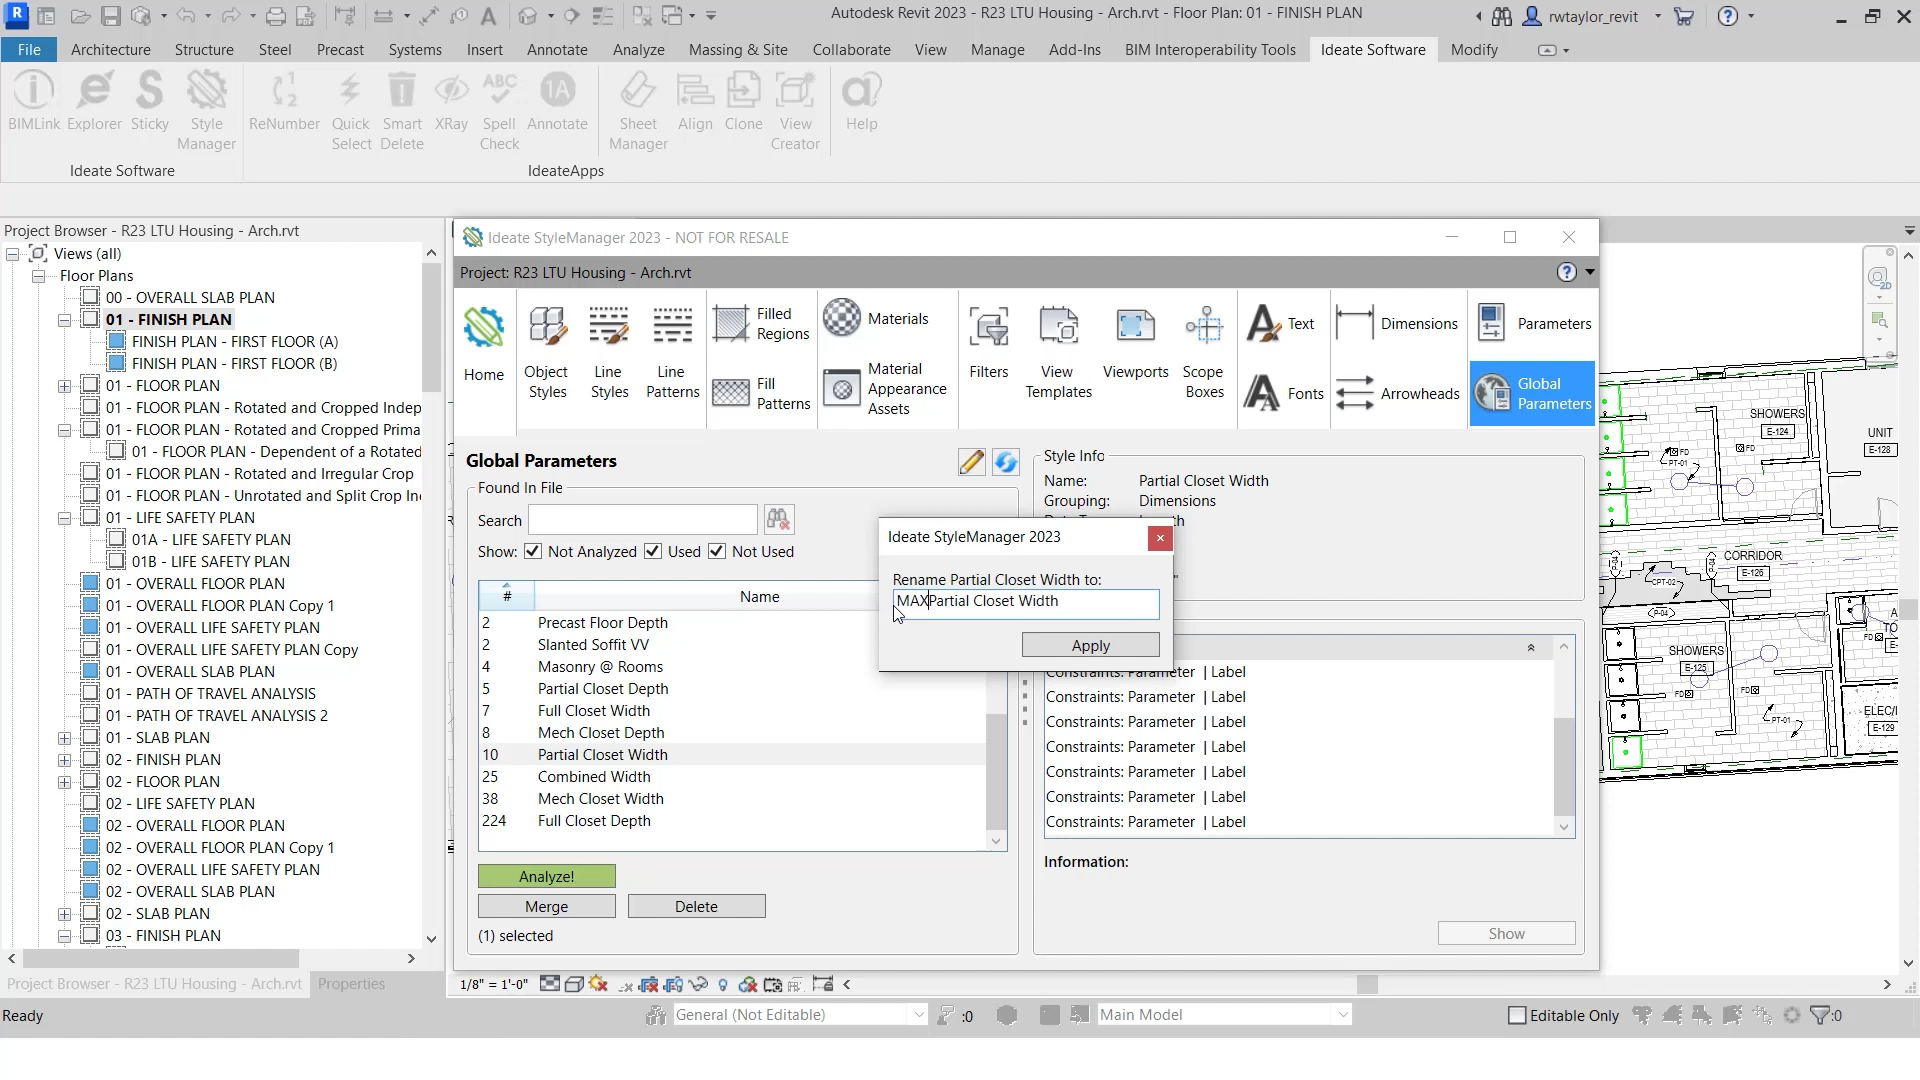 Autodesk Revit 2023 - R23 LTU Housing - Arch.rvt - Floor Plan: 01 - FINISH PLAN
rwtaylor_revit
File Architecture Structure Steel Precast Systems Insert Annotate Analyze Massing & Site Collaborate View Manage Add-Ins BIM Interoperability Tools Ideate Software Modify
BIMLink Explorer Sticky Style Manager ReNumber Quick Select Smart Delete XRay Spell Check Annotate Sheet Manager Align Clone View Creator Help
Ideate Software IdeateApps
Project Browser - R23 LTU Housing - Arch.rvt
Views (all)
Floor Plans
00 - OVERALL SLAB PLAN
01 - FINISH PLAN
FINISH PLAN - FIRST FLOOR (A)
FINISH PLAN - FIRST FLOOR (B)
01 - FLOOR PLAN
01 - FLOOR PLAN - Rotated and Cropped Indep
01 - FLOOR PLAN - Rotated and Cropped Prima
01 - FLOOR PLAN - Dependent of a Rotated
01 - FLOOR PLAN - Rotated and Irregular Crop
01 - FLOOR PLAN - Unrotated and Split Crop In
01 - LIFE SAFETY PLAN
01A - LIFE SAFETY PLAN
01B - LIFE SAFETY PLAN
01 - OVERALL FLOOR PLAN
01 - OVERALL FLOOR PLAN Copy 1
01 - OVERALL LIFE SAFETY PLAN
01 - OVERALL LIFE SAFETY PLAN Copy
01 - OVERALL SLAB PLAN
01 - PATH OF TRAVEL ANALYSIS
01 - PATH OF TRAVEL ANALYSIS 2
01 - SLAB PLAN
02 - FINISH PLAN
02 - FLOOR PLAN
02 - LIFE SAFETY PLAN
02 - OVERALL FLOOR PLAN
02 - OVERALL FLOOR PLAN Copy 1
02 - OVERALL LIFE SAFETY PLAN
02 - OVERALL SLAB PLAN
02 - SLAB PLAN
03 - FINISH PLAN
Project Browser - R23 LTU Housing - Arch.rvt Properties
Ideate StyleManager 2023 - NOT FOR RESALE
Project: R23 LTU Housing - Arch.rvt
Home
Object Styles
Line Styles
Line Patterns
Filled Regions
Fill Patterns
Materials
Material Appearance Assets
Filters
View Templates
Viewports
Scope Boxes
Text
Fonts
Dimensions
Arrowheads
Parameters
Global Parameters
Global Parameters
Found In File
Search
Show: Not Analyzed Used Not Used
# Name
2 Precast Floor Depth
2 Slanted Soffit VV
4 Masonry @ Rooms
5 Partial Closet Depth
7 Full Closet Width
8 Mech Closet Depth
10 Partial Closet Width
25 Combined Width
38 Mech Closet Width
224 Full Closet Depth
Analyze!
Merge Delete
(1) selected
Style Info
Name: Partial Closet Width
Grouping: Dimensions
Ideate StyleManager 2023
Rename Partial Closet Width to:
MAXPartial Closet Width
Apply
Constraints: Parameter | Label
Constraints: Parameter | Label
Constraints: Parameter | Label
Constraints: Parameter | Label
Constraints: Parameter | Label
Constraints: Parameter | Label
Constraints: Parameter | Label
Information:
Show
SHOWERS
E-124
FD
FD
PT-01
UNIT
E-128
CORRIDOR
E-126
P-04
P-04
CPT-02
P-04
SHOWERS
E-125
FD
FD
PT-01
FD
ELEC/
E-129
1/8" = 1'-0"
Ready
General (Not Editable)
:0
Main Model
Editable Only
:0